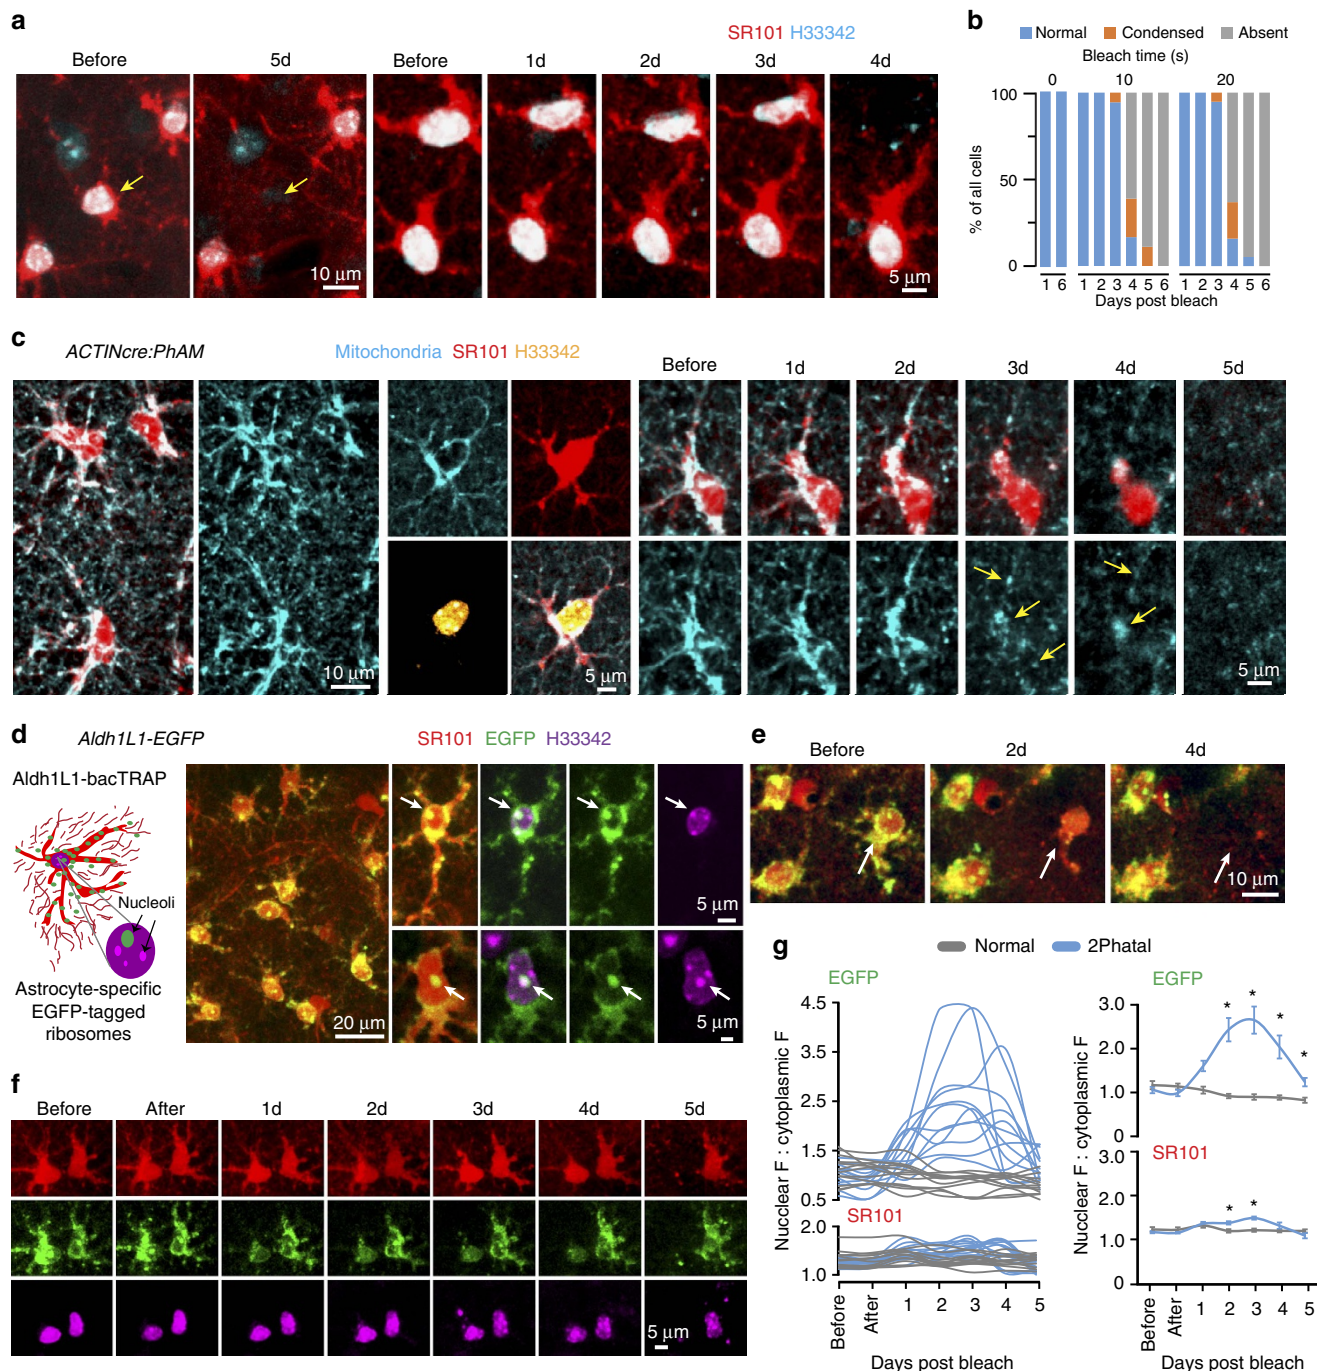 a
SR101 H33342
Before
5d
Before
1d
2d
3d
4d
10 µm
5 µm
b
Normal Condensed Absent
Bleach time (s)
0 10 20
100
50
0
% of all cells
1 6 1 2 3 4 5 6 1 2 3 4 5 6
Days post bleach
c
ACTINcre:PhAM
Mitochondria SR101 H33342
Before
1d
2d
3d
4d
5d
10 µm
5 µm
5 µm
d
Aldh1L1-EGFP
SR101 EGFP H33342
Aldh1L1-bacTRAP
Nucleoli
Astrocyte-specific
EGFP-tagged
ribosomes
20 µm
5 µm
5 µm
e
Before
2d
4d
10 µm
f
Before
After
1d
2d
3d
4d
5d
5 µm
g
Normal 2Phatal
EGFP
4.5
3.5
2.5
1.5
0.5
SR101
2.0
1.0
Nucclear F : cytoplasmic F
Before
After
1 2 3 4 5
Days post bleach
EGFP
3.0
2.0
1.0
0
* * * *
SR101
3.0
2.0
1.0
0
* *
Nuclear F : cytoplasmic F
Before
After
1 2 3 4 5
Days post bleach